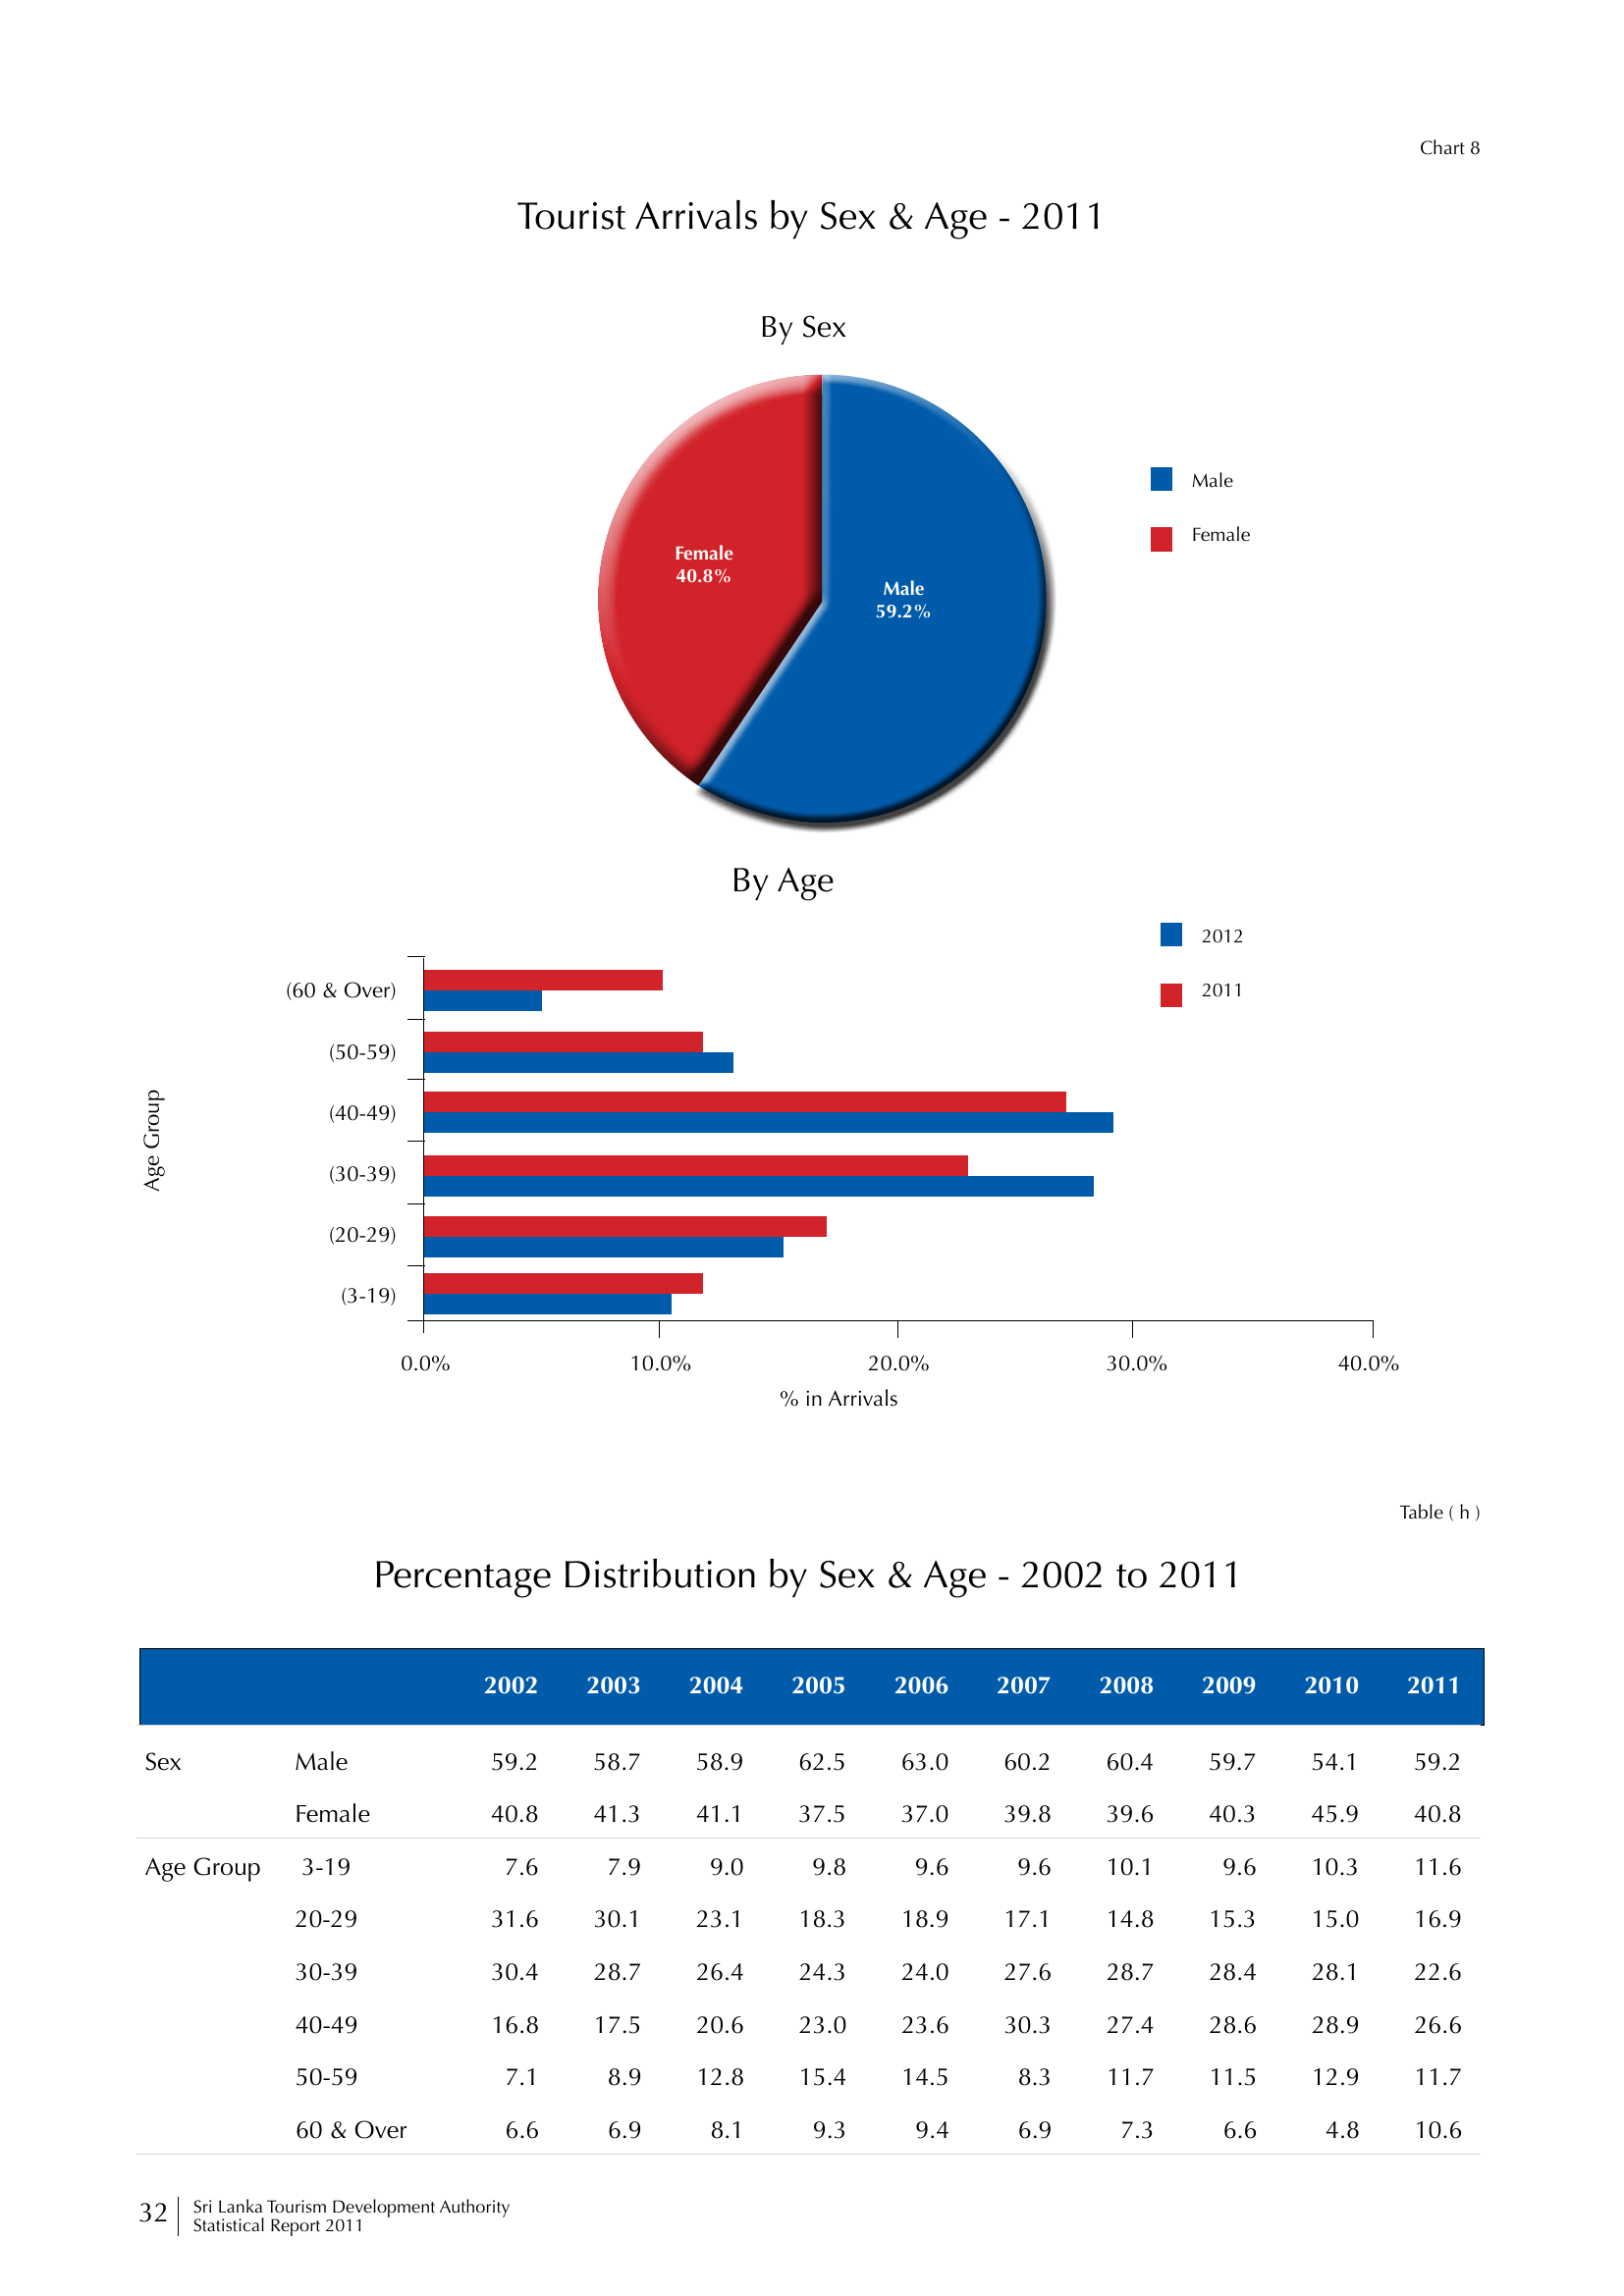 Chart 8
Tourist Arrivals by Sex & Age - 2011
By Sex
Female
40.8%
Male
59.2%
Male
Female
By Age
2012
2011
Age Group
(60 & Over)
(50-59)
(40-49)
(30-39)
(20-29)
(3-19)
0.0% 10.0% 20.0% 30.0% 40.0%
% in Arrivals
Table ( h )
Percentage Distribution by Sex & Age - 2002 to 2011
2002 2003 2004 2005 2006 2007 2008 2009 2010 2011
Sex Male 59.2 58.7 58.9 62.5 63.0 60.2 60.4 59.7 54.1 59.2
Female 40.8 41.3 41.1 37.5 37.0 39.8 39.6 40.3 45.9 40.8
Age Group 3-19 7.6 7.9 9.0 9.8 9.6 9.6 10.1 9.6 10.3 11.6
20-29 31.6 30.1 23.1 18.3 18.9 17.1 14.8 15.3 15.0 16.9
30-39 30.4 28.7 26.4 24.3 24.0 27.6 28.7 28.4 28.1 22.6
40-49 16.8 17.5 20.6 23.0 23.6 30.3 27.4 28.6 28.9 26.6
50-59 7.1 8.9 12.8 15.4 14.5 8.3 11.7 11.5 12.9 11.7
60 & Over 6.6 6.9 8.1 9.3 9.4 6.9 7.3 6.6 4.8 10.6
32
Sri Lanka Tourism Development Authority
Statistical Report 2011